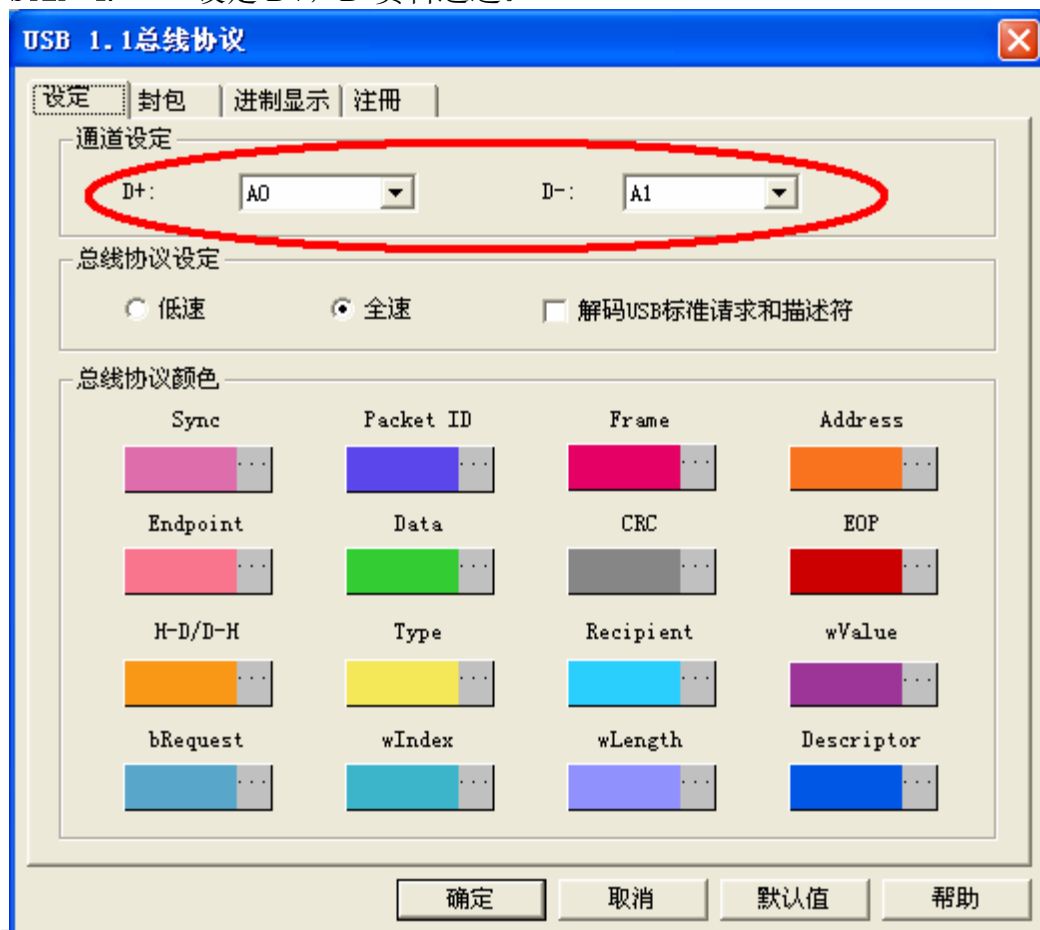 USB 1.1总线协议
设定 封包 进制显示 注册
通道设定
D+: A0 D-: A1
总线协议设定
低速 全速 解码USB标准请求和描述符
总线协议颜色
Sync Packet ID Frame Address
... ... ... ...
Endpoint Data CRC EOP
... ... ... ...
H-D/D-H Type Recipient wValue
... ... ... ...
bRequest wIndex wLength Descriptor
... ... ... ...
确定 取消 默认值 帮助